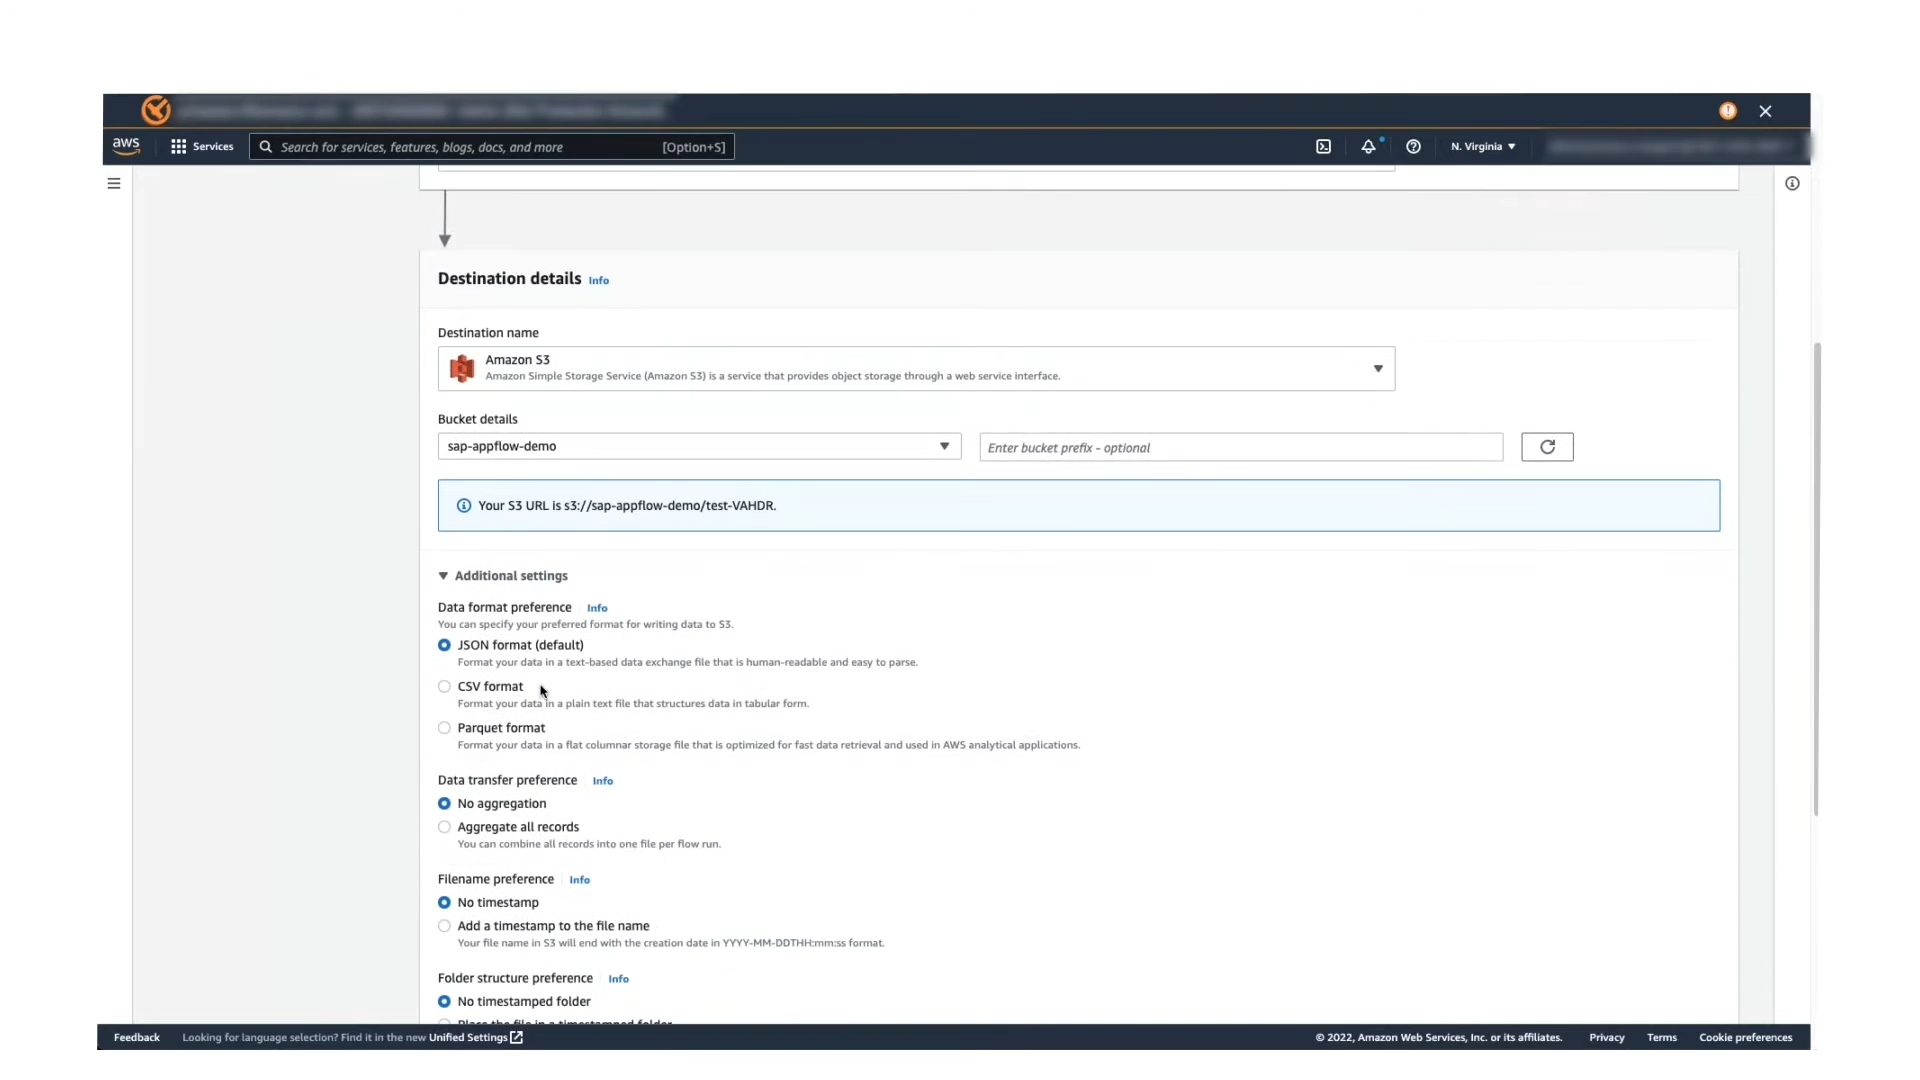 aws
Services
Search for services, features, blogs, docs, and more
[Option+S]
N. Virginia
Destination details Info
Destination name
Amazon S3
Amazon Simple Storage Service (Amazon S3) is a service that provides object storage through a web service interface.
Bucket details
sap-appflow-demo
Enter bucket prefix - optional
Your S3 URL is s3://sap-appflow-demo/test-VAHDR.
Additional settings
Data format preference Info
You can specify your preferred format for writing data to S3.
JSON format (default)
Format your data in a text-based data exchange file that is human-readable and easy to parse.
CSV format
Format your data in a plain text file that structures data in tabular form.
Parquet format
Format your data in a flat columnar storage file that is optimized for fast data retrieval and used in AWS analytical applications.
Data transfer preference Info
No aggregation
Aggregate all records
You can combine all records into one file per flow run.
Filename preference Info
No timestamp
Add a timestamp to the file name
Your file name in S3 will end with the creation date in YYYY-MM-DDTHH:mm:ss format.
Folder structure preference Info
No timestamped folder
Place the file in a timestamped folder
Feedback
Looking for language selection? Find it in the new Unified Settings
© 2022, Amazon Web Services, Inc. or its affiliates.
Privacy
Terms
Cookie preferences